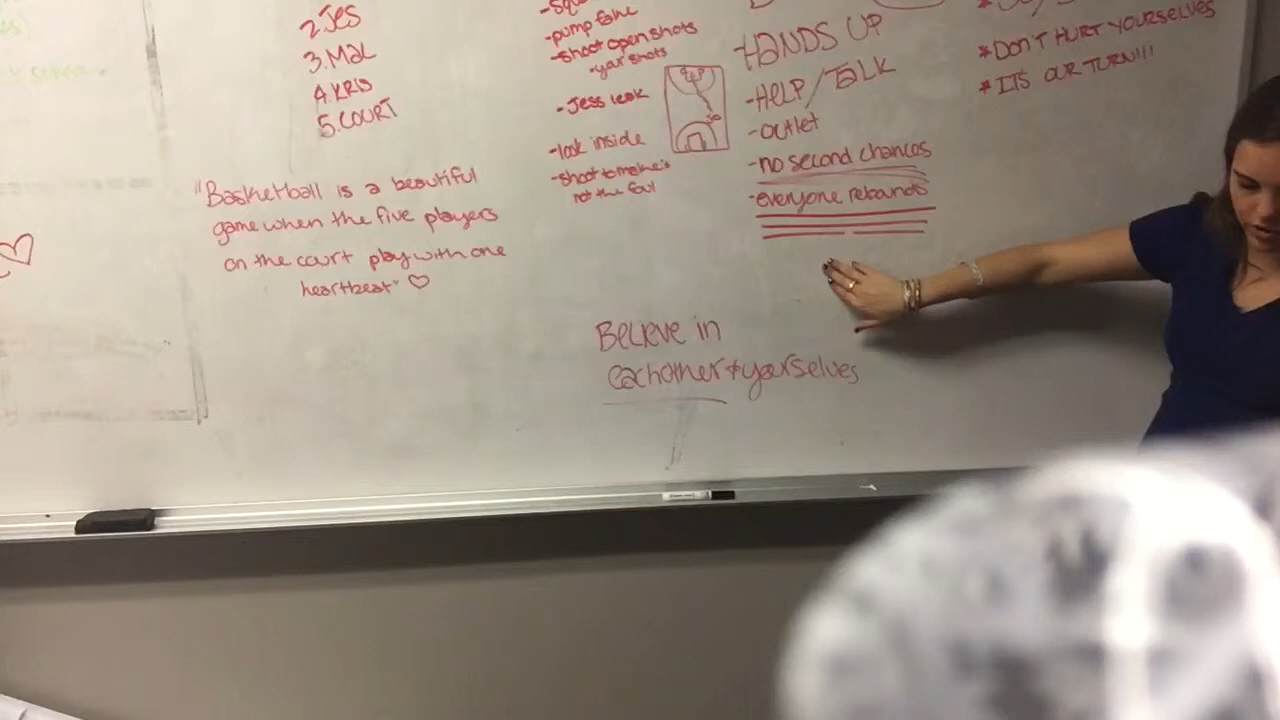 2. JES
3. MAL
4. KRIS
5. COURT
"Basketball is a beautiful
game when the five players
on the court play with one
heartbeat" ♡
-pump fake
-shoot open shots
your shots
-Jess leak
-look inside
-shoot to make it
not the foul
HANDS UP
-HELP/TALK
-outlet
-no second chances
-everyone rebounds
*DON'T HURT YOURSELVES
*ITS OUR TURN!!!
Believe in
eachother + yourselves